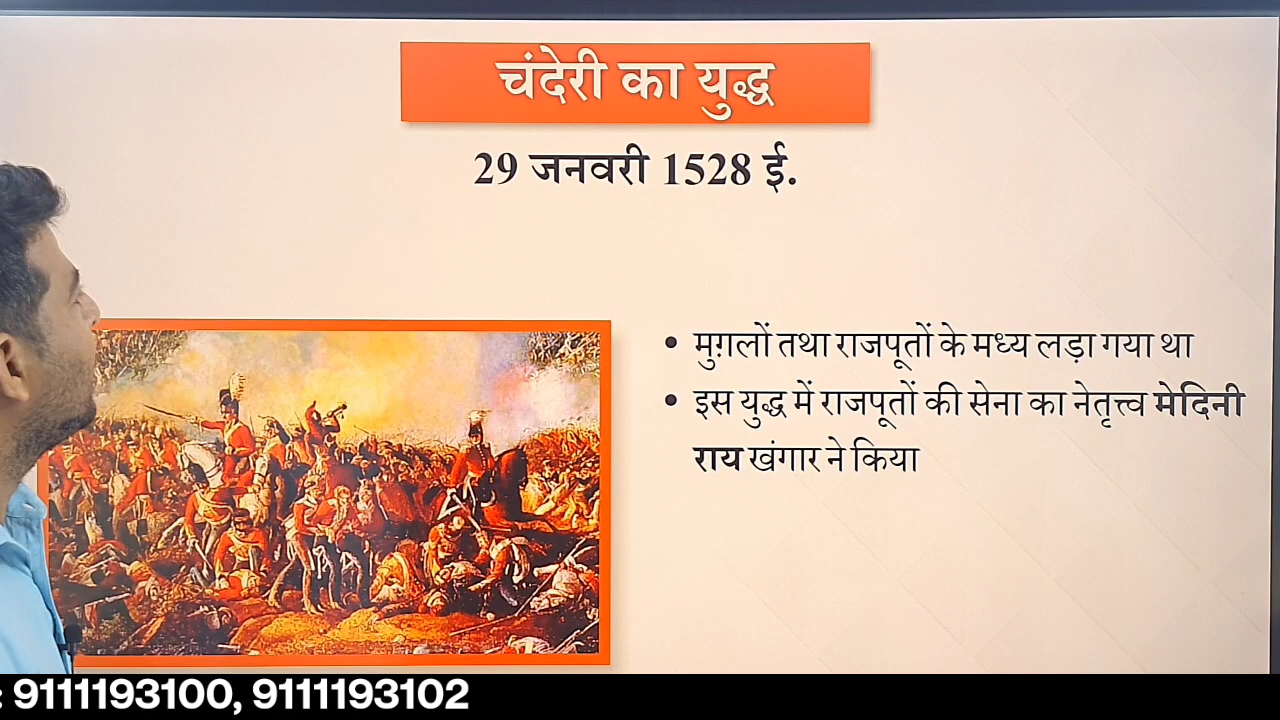 चंदेरी का युद्ध
29 जनवरी 1528 ई.
• मुग़लों तथा राजपूतों के मध्य लड़ा गया था
• इस युद्ध में राजपूतों की सेना का नेतृत्त्व मेदिनी
राय खंगार ने किया
: 9111193100, 9111193102